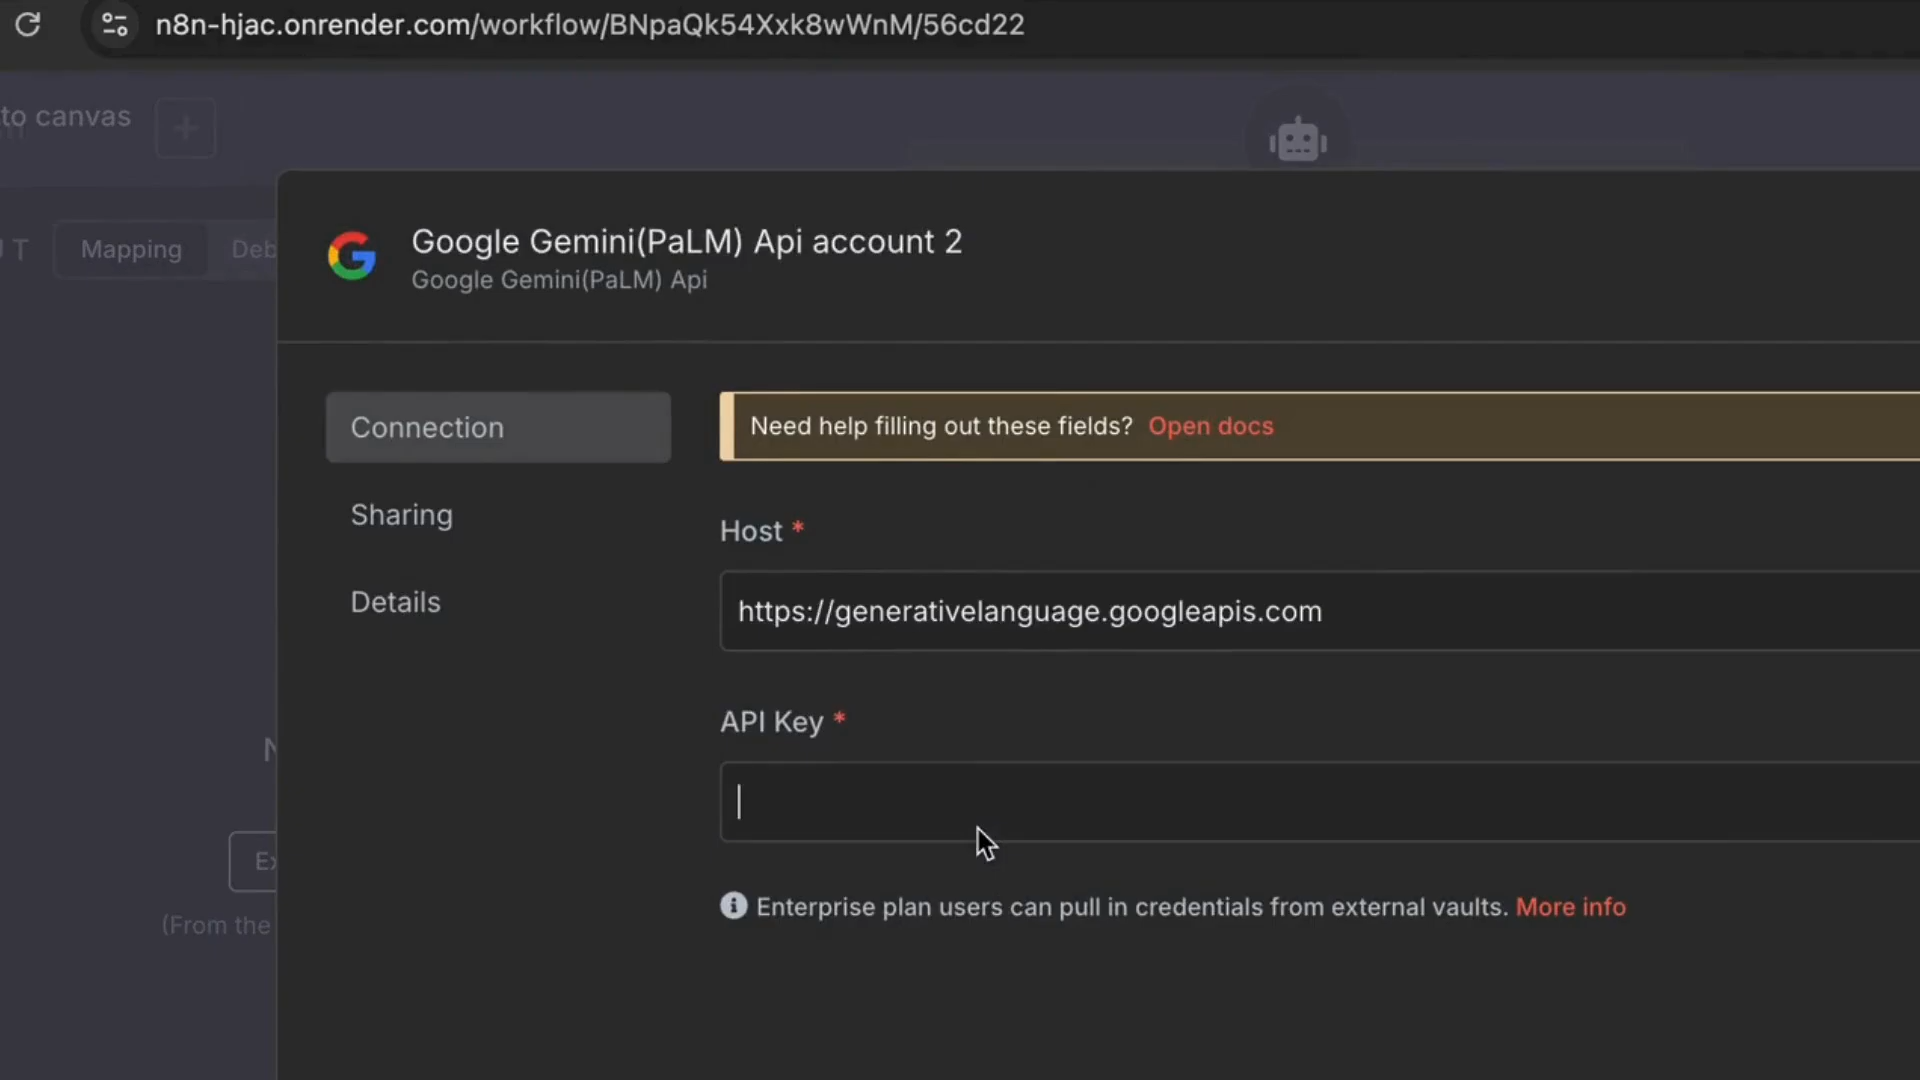 n8n-hjac.onrender.com/workflow/BNpaQk54Xxk8wWnM/56cd22
to canvas
Mapping
Google Gemini(PaLM) Api account 2
Google Gemini(PaLM) Api
Connection
Need help filling out these fields? Open docs
Sharing
Host *
Details
https://generativelanguage.googleapis.com
API Key *
(From the
Enterprise plan users can pull in credentials from external vaults. More info